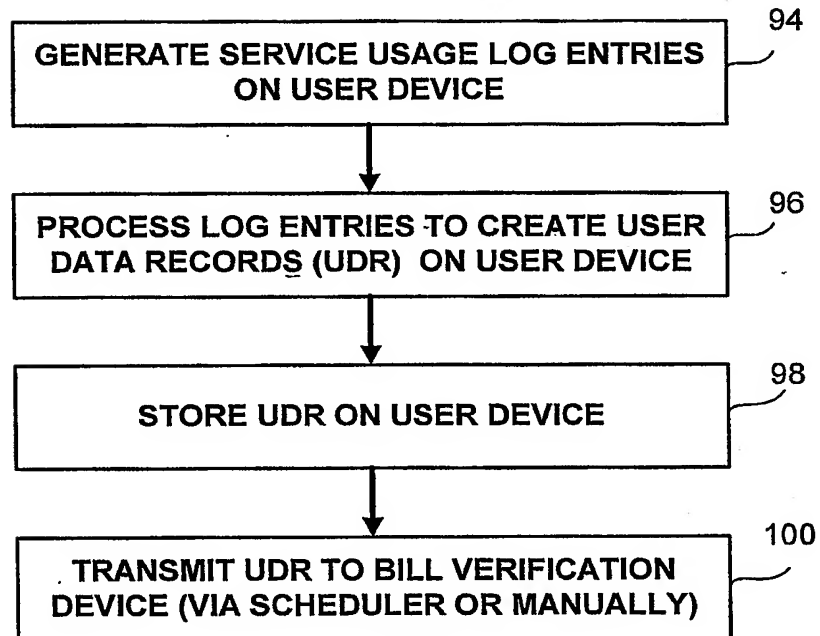 94
GENERATE SERVICE USAGE LOG ENTRIES
ON USER DEVICE
96
PROCESS LOG ENTRIES TO CREATE USER
DATA RECORDS (UDR) ON USER DEVICE
98
STORE UDR ON USER DEVICE
100
TRANSMIT UDR TO BILL VERIFICATION
DEVICE (VIA SCHEDULER OR MANUALLY)